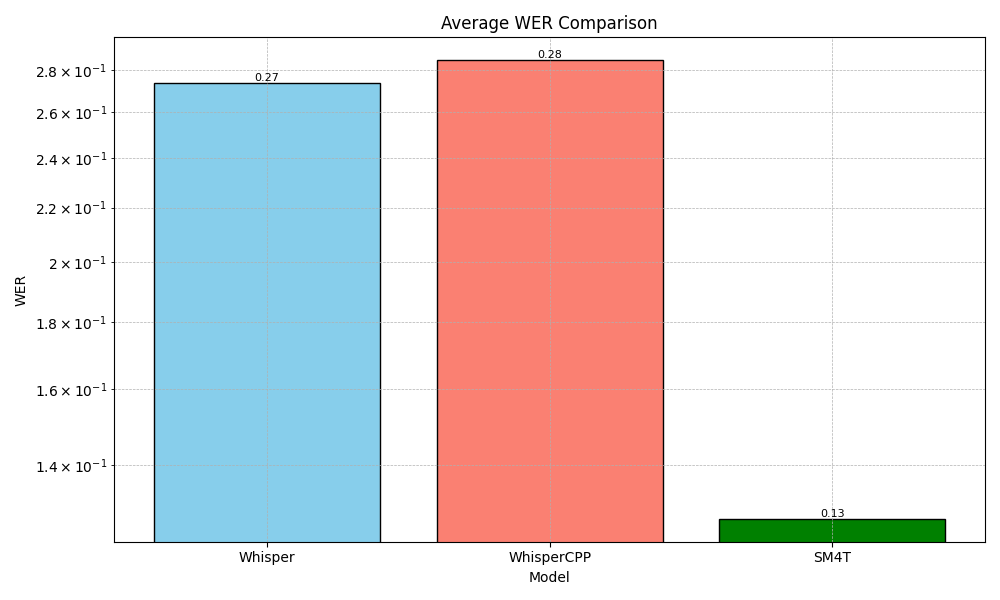 Average WER Comparison
0.27
0.28
0.13
2.8 × 10⁻¹
2.6 × 10⁻¹
2.4 × 10⁻¹
2.2 × 10⁻¹
2 × 10⁻¹
1.8 × 10⁻¹
1.6 × 10⁻¹
1.4 × 10⁻¹
WER
Whisper
WhisperCPP
SM4T
Model